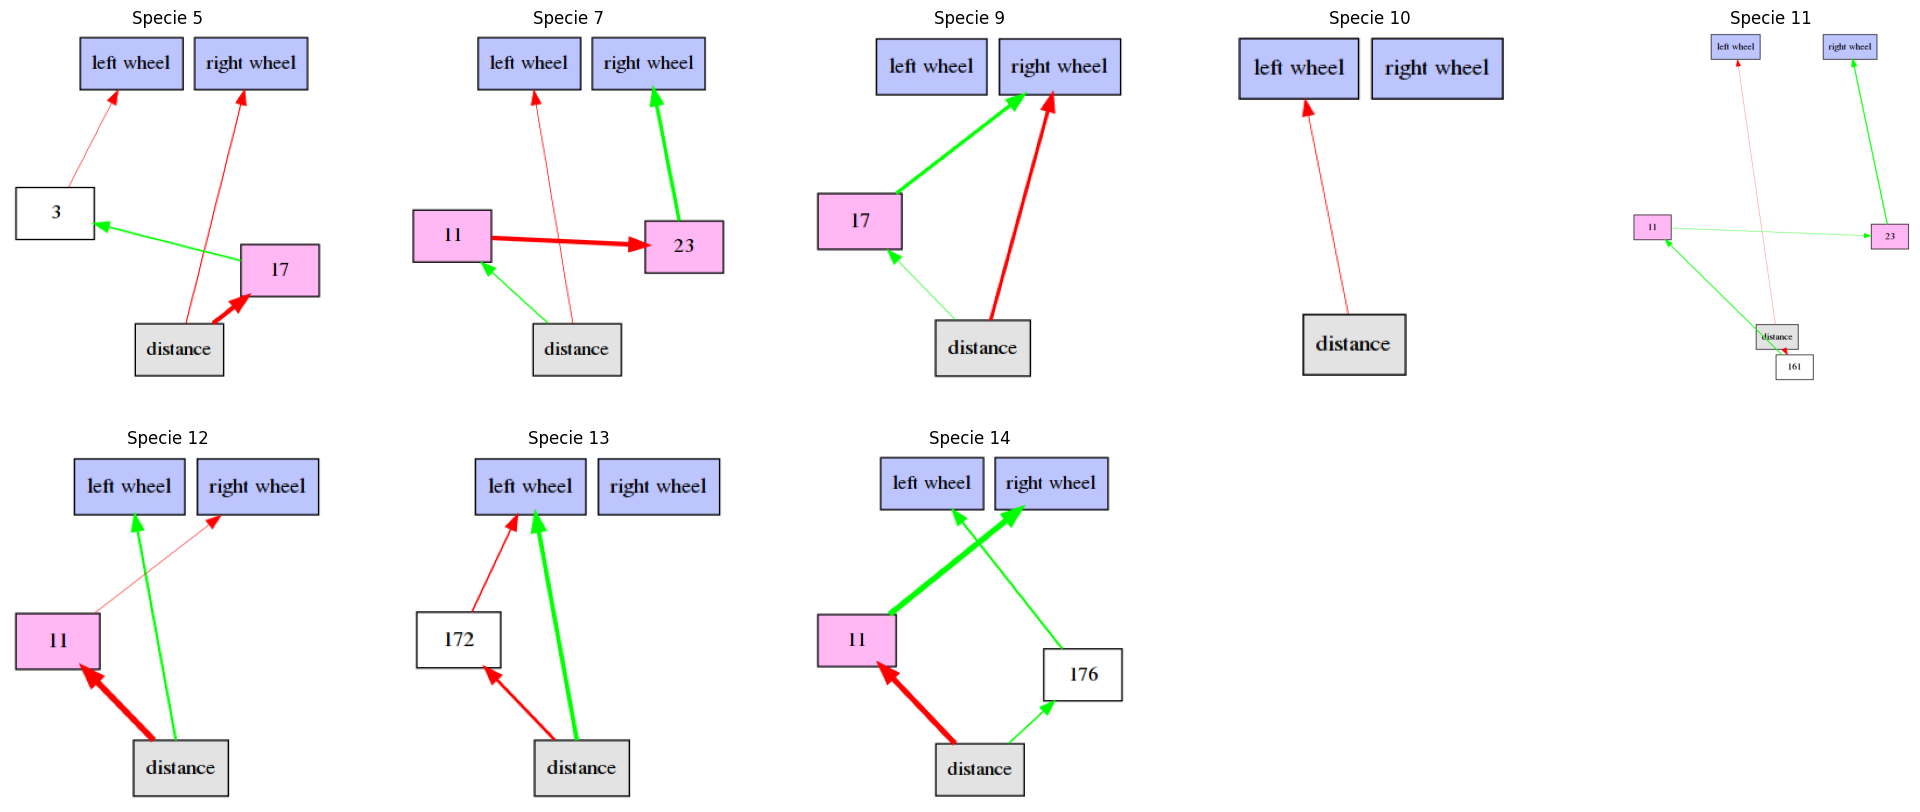 Specie 5
left wheel
right wheel
3
17
distance
Specie 7
left wheel
right wheel
11
23
distance
Specie 9
left wheel
right wheel
17
distance
Specie 10
left wheel
right wheel
distance
Specie 11
left wheel
right wheel
11
23
distance
161
Specie 12
left wheel
right wheel
11
distance
Specie 13
left wheel
right wheel
172
distance
Specie 14
left wheel
right wheel
11
176
distance